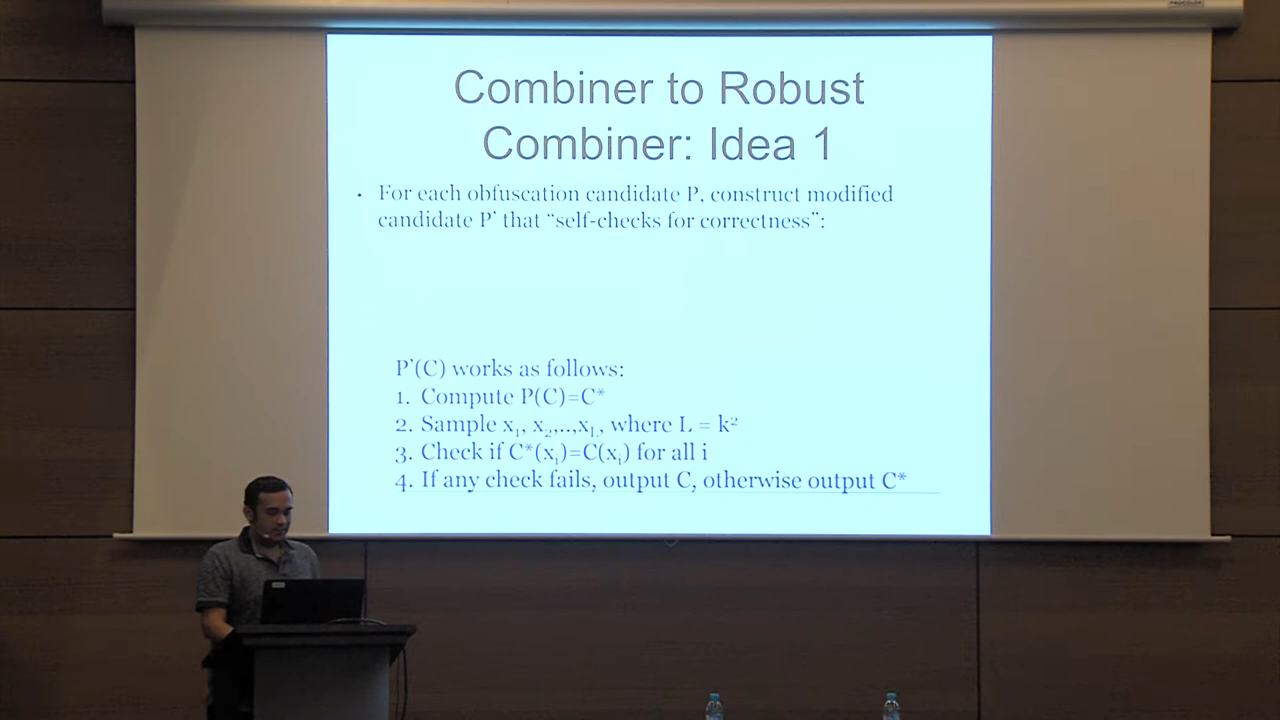 PROCOLOR
Combiner to Robust
Combiner: Idea 1
• For each obfuscation candidate P, construct modified
candidate P' that “self-checks for correctness”:
P'(C) works as follows:
1. Compute P(C)=C*
2. Sample x₁, x₂,..,x_L, where L = k²
3. Check if C*(xᵢ)=C(xᵢ) for all i
4. If any check fails, output C, otherwise output C*